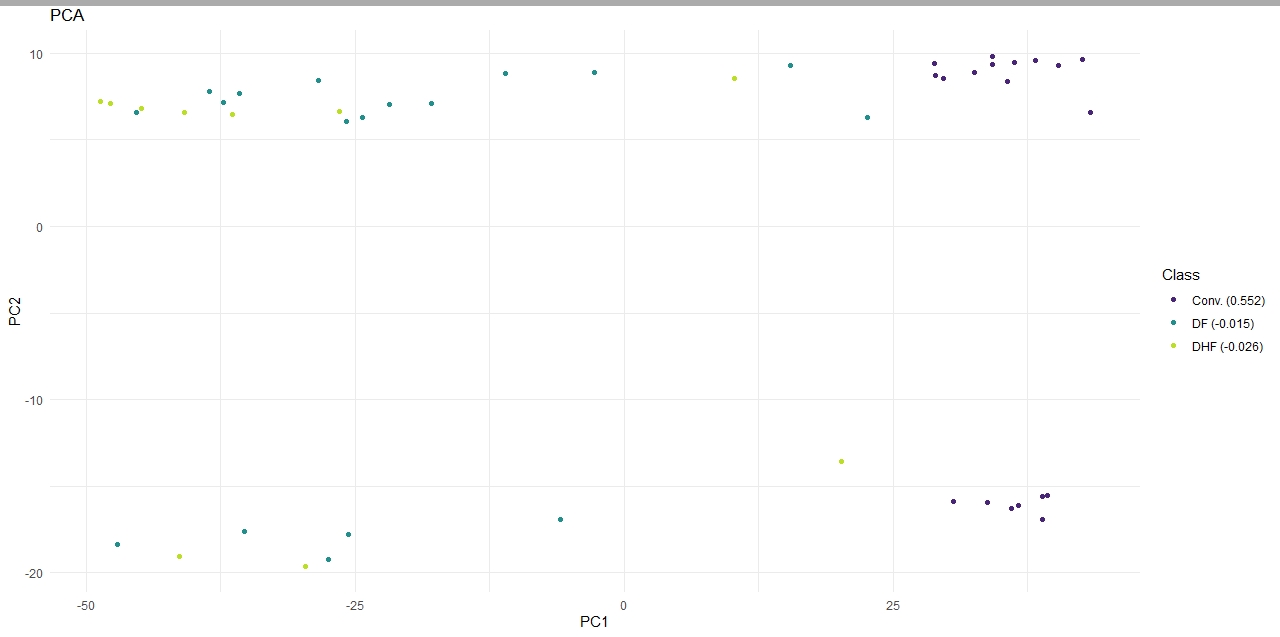 PCA
10
0
-10
-20
PC2
-50
-25
0
25
PC1
Class
Conv. (0.552)
DF (-0.015)
DHF (-0.026)